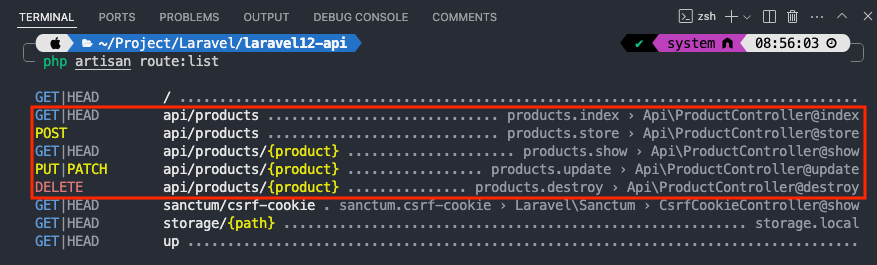 TERMINAL PORTS PROBLEMS OUTPUT DEBUG CONSOLE COMMENTS zsh
~/Project/Laravel/laravel12-api ✔ system 08:56:03
php artisan route:list
GET|HEAD / ...............................................................................
GET|HEAD api/products ............................. products.index › Api\ProductController@index
POST api/products ............................. products.store › Api\ProductController@store
GET|HEAD api/products/{product} ..................... products.show › Api\ProductController@show
PUT|PATCH api/products/{product} ................. products.update › Api\ProductController@update
DELETE api/products/{product} ............... products.destroy › Api\ProductController@destroy
GET|HEAD sanctum/csrf-cookie . sanctum.csrf-cookie › Laravel\Sanctum › CsrfCookieController@show
GET|HEAD storage/{path} ..................................................... storage.local
GET|HEAD up ..............................................................................